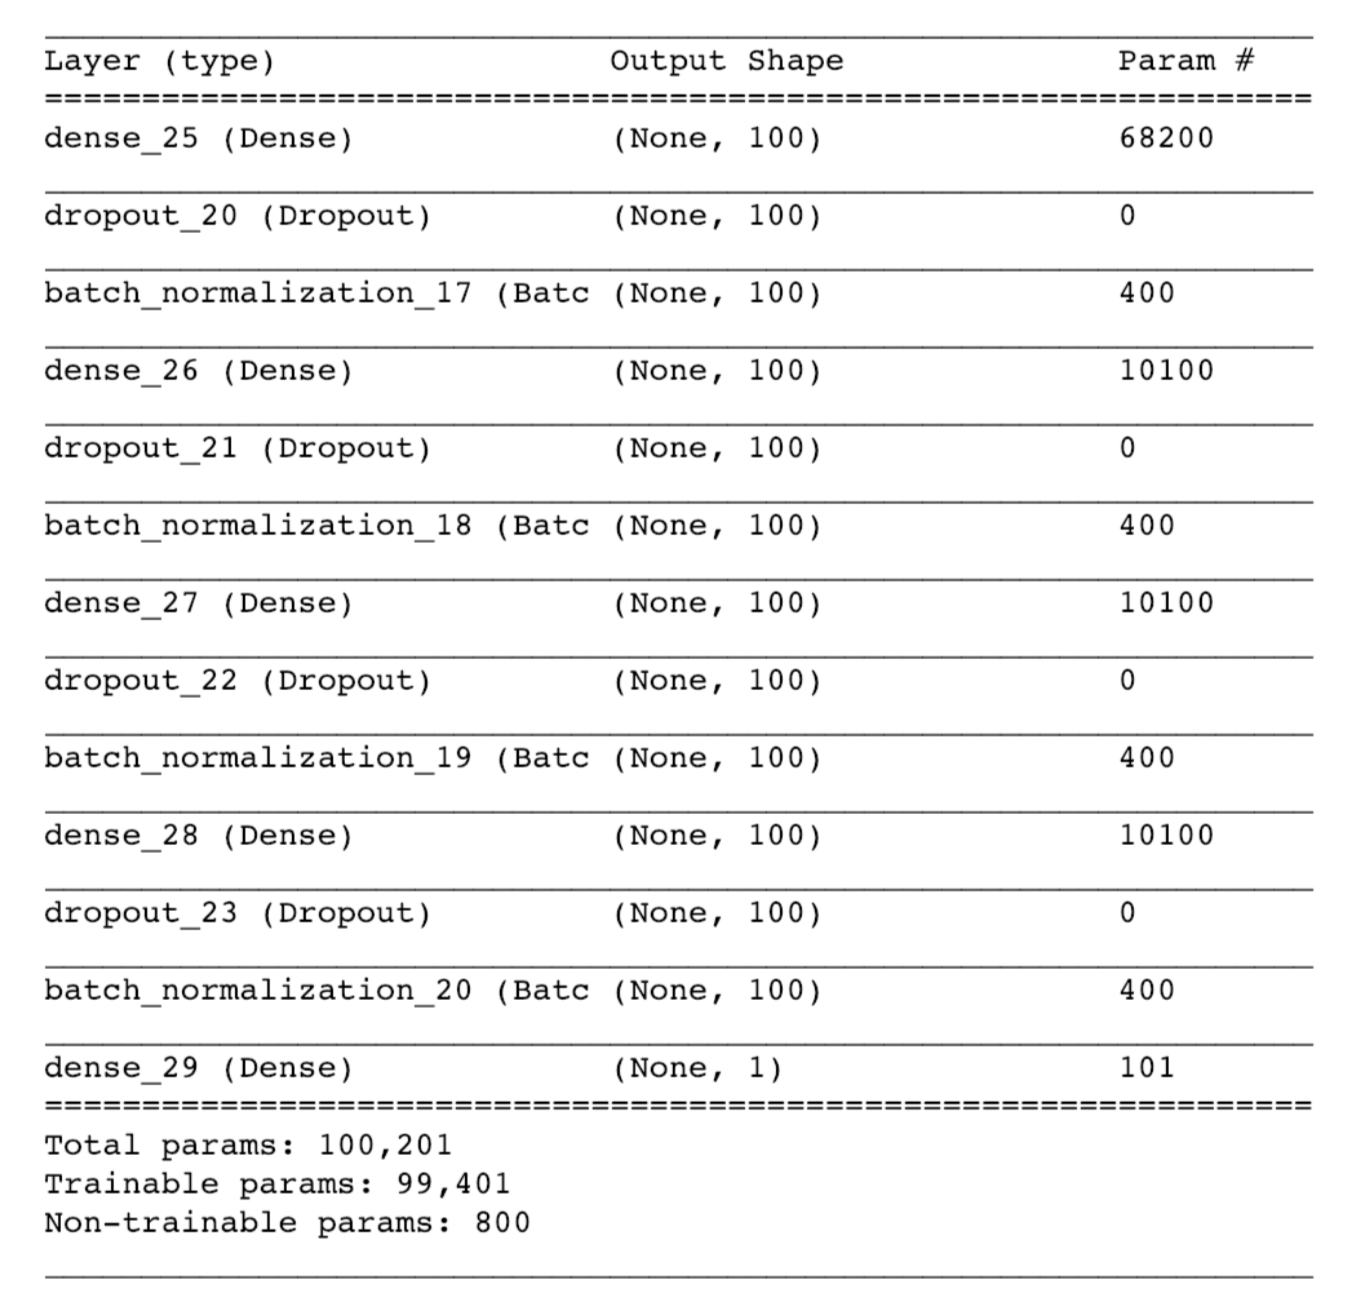 Layer (type) Output Shape Param #
=================================================================
dense_25 (Dense) (None, 100) 68200
dropout_20 (Dropout) (None, 100) 0
batch_normalization_17 (Batc (None, 100) 400
dense_26 (Dense) (None, 100) 10100
dropout_21 (Dropout) (None, 100) 0
batch_normalization_18 (Batc (None, 100) 400
dense_27 (Dense) (None, 100) 10100
dropout_22 (Dropout) (None, 100) 0
batch_normalization_19 (Batc (None, 100) 400
dense_28 (Dense) (None, 100) 10100
dropout_23 (Dropout) (None, 100) 0
batch_normalization_20 (Batc (None, 100) 400
dense_29 (Dense) (None, 1) 101
=================================================================
Total params: 100,201
Trainable params: 99,401
Non-trainable params: 800